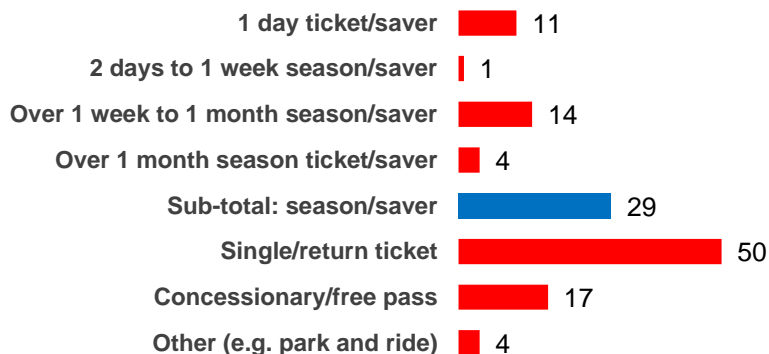 1 day ticket/saver 11
2 days to 1 week season/saver 1
Over 1 week to 1 month season/saver 14
Over 1 month season ticket/saver 4
Sub-total: season/saver 29
Single/return ticket 50
Concessionary/free pass 17
Other (e.g. park and ride) 4